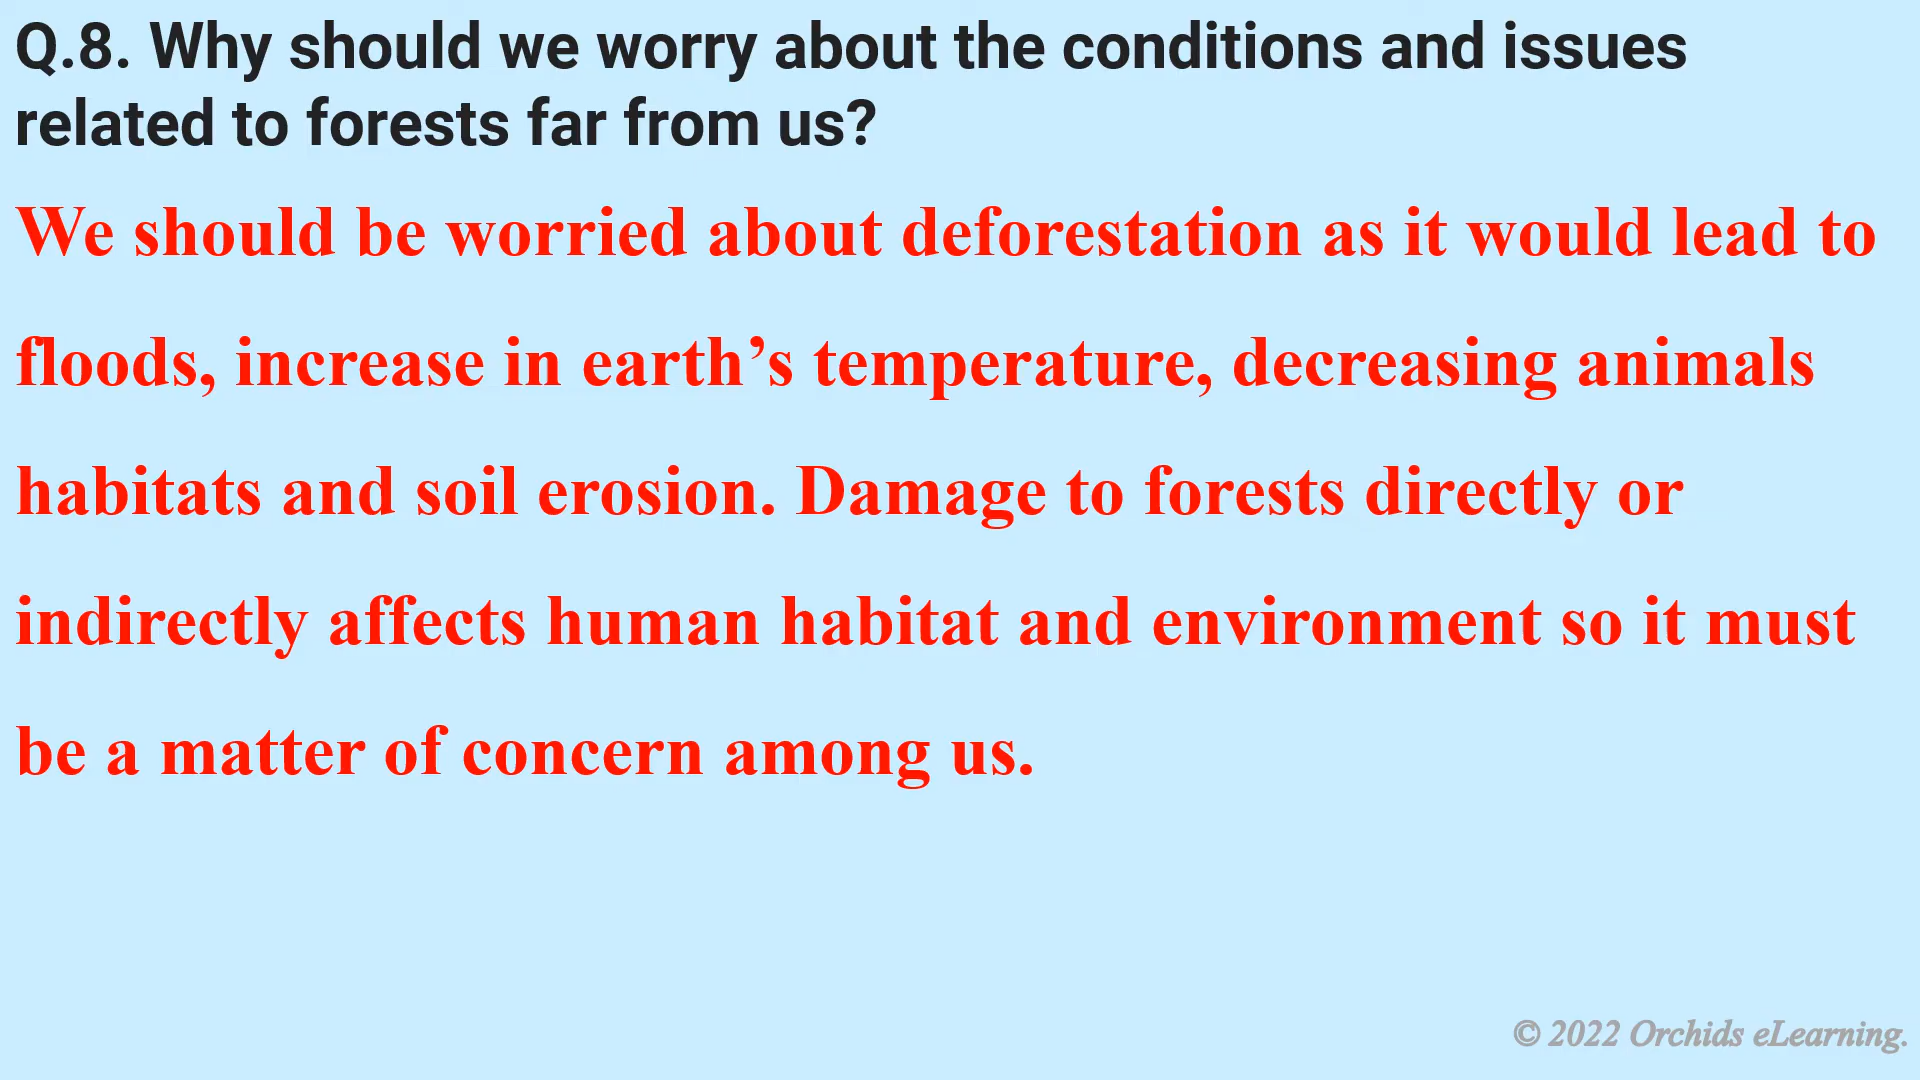 Q.8. Why should we worry about the conditions and issues
related to forests far from us?
We should be worried about deforestation as it would lead to
floods, increase in earth’s temperature, decreasing animals
habitats and soil erosion. Damage to forests directly or
indirectly affects human habitat and environment so it must
be a matter of concern among us.
© 2022 Orchids eLearning.